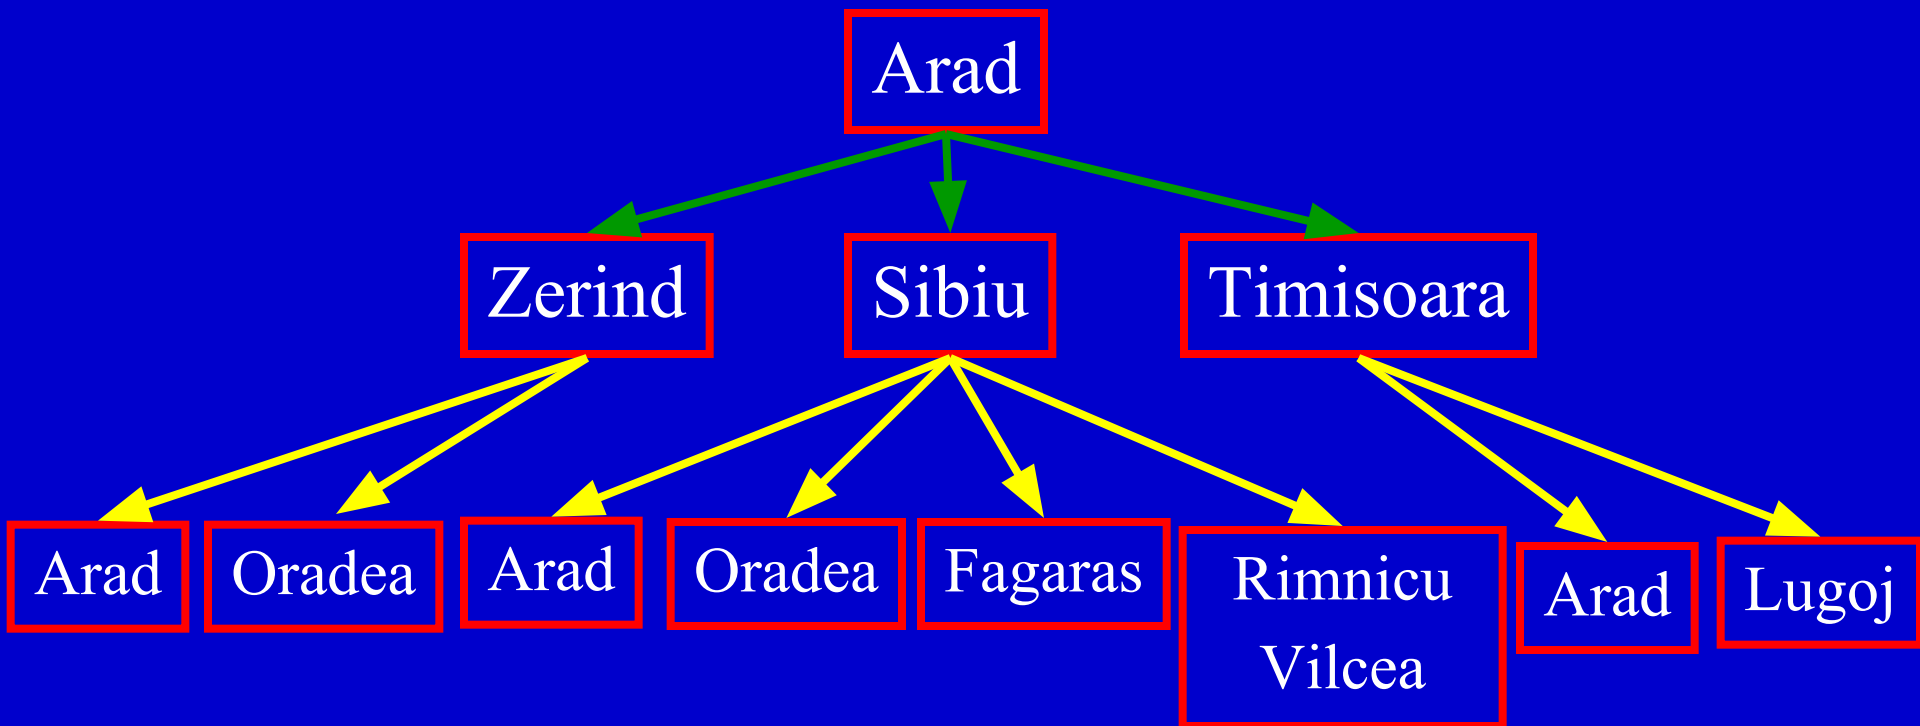 Arad
Zerind
Sibiu
Timisoara
Arad
Oradea
Arad
Oradea
Fagaras
Rimnicu
Vilcea
Arad
Lugoj